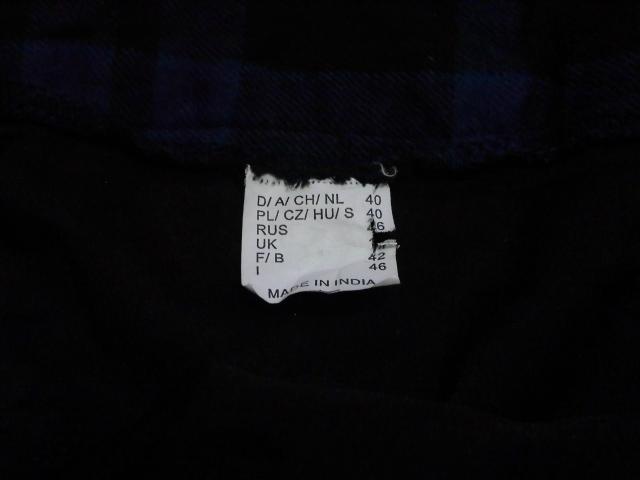 D/ A/ CH/ NL 40
PL/ CZ/ HU/ S 40
RUS 46
UK
F/ B 42
I 46
MADE IN INDIA